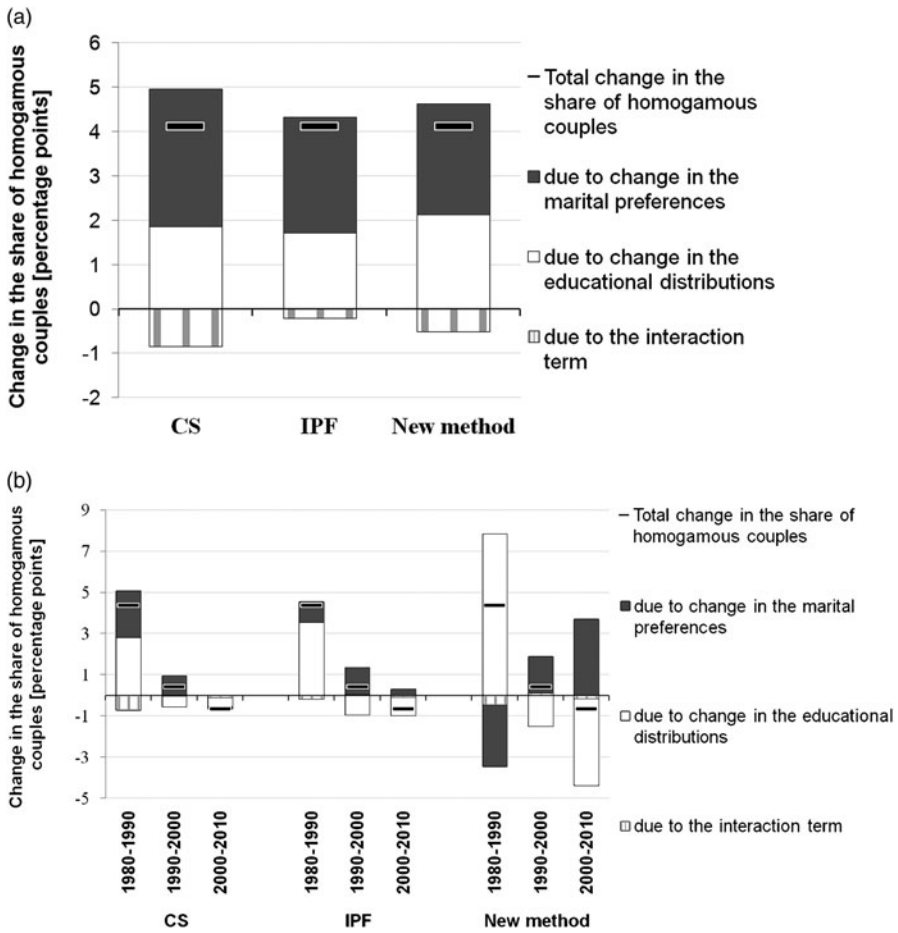 (a)
Change in the share of homogamous
couples [percentage points]
6
5
4
3
2
1
0
-1
-2
CS
IPF
New method
Total change in the
share of homogamous
couples
due to change in the
marital preferences
due to change in the
educational distributions
due to the interaction
term
(b)
Change in the share of homogamous
couples [percentage points]
9
7
5
3
1
-1
-3
-5
1980-1990
1990-2000
2000-2010
1980-1990
1990-2000
2000-2010
1980-1990
1990-2000
2000-2010
CS
IPF
New method
Total change in the share of
homogamous couples
due to change in the marital
preferences
due to change in the educational
distributions
due to the interaction term